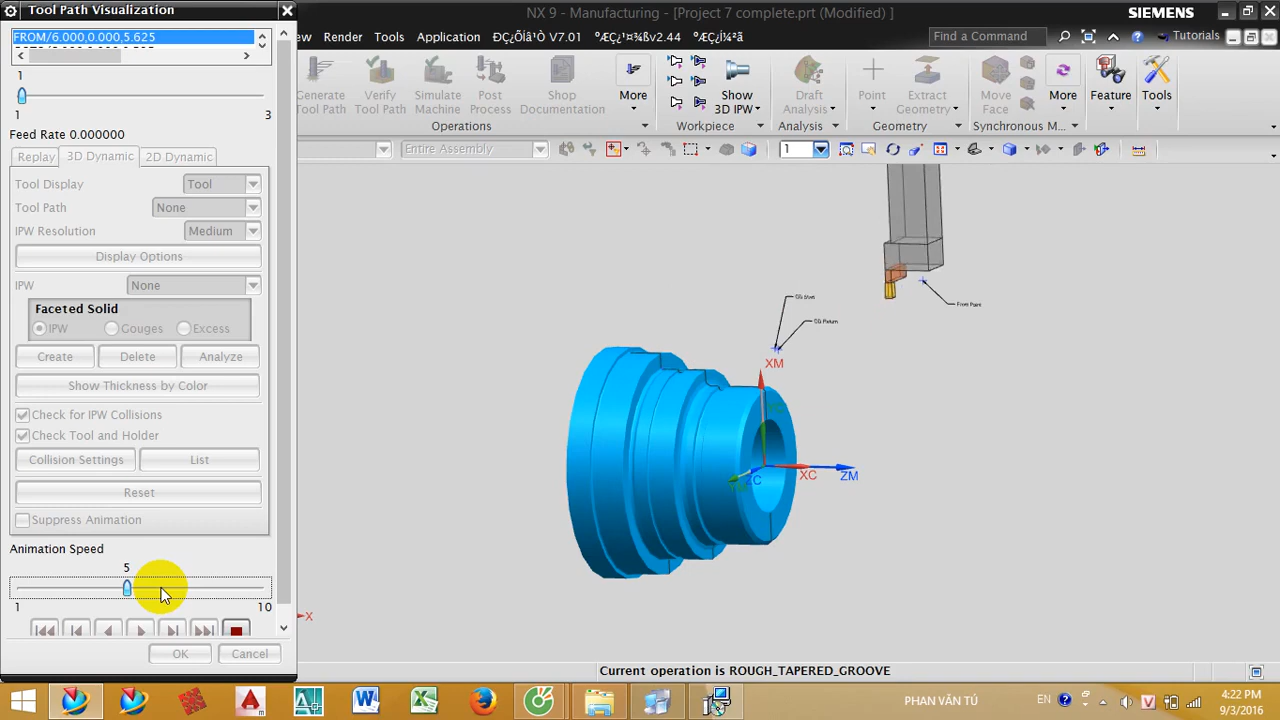 Tool Path Visualization
NX 9 - Manufacturing - [Project 7 complete.prt (Modified) ]
SIEMENS
FROM/6.000,0.000,5.625
Render
Tools
Application
ÐÇ¿Õíâî V7.01
Find a Command
Tutorials
1
1
3
Feed Rate 0.000000
Replay
3D Dynamic
2D Dynamic
Tool Display
Tool
Tool Path
None
IPW Resolution
Medium
Display Options
IPW
None
Faceted Solid
IPW
Gouges
Excess
Create
Delete
Analyze
Show Thickness by Color
Check for IPW Collisions
Check Tool and Holder
Collision Settings
List
Reset
Suppress Animation
Animation Speed
5
1
10
OK
Cancel
Generate Tool Path
Verify Tool Path
Simulate Machine
Post Process
Shop Documentation
More
Show 3D IPW
Draft Analysis
Point
Extract Geometry
Move Face
More
Feature
Tools
Operations
Workpiece
Analysis
Geometry
Synchronous M...
Entire Assembly
1
From Point
XM
XC
ZM
ZC
X
Current operation is ROUGH_TAPERED_GROOVE
PHAN VĂN TÚ
EN
4:22 PM
9/3/2016